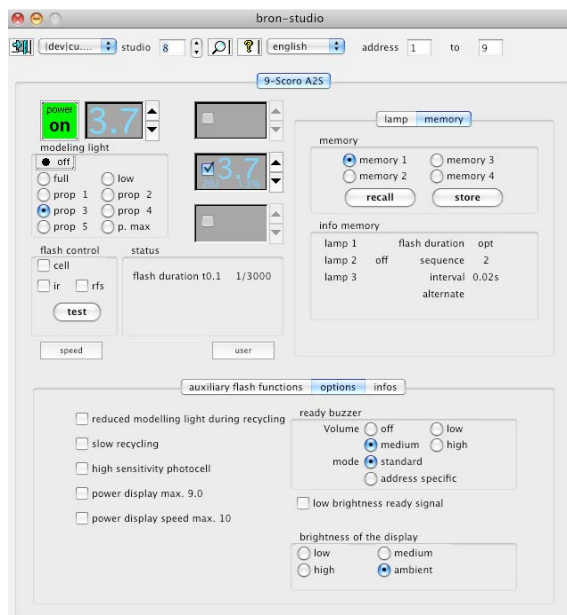 bron-studio
|dev|cu.... studio 8 ? english address 1 to 9
9-Scoro A2S
power
on
3.7
modeling light
off
full low
prop 1 prop 2
prop 3 prop 4
prop 5 p. max
3.7
lamp memory
memory
memory 1 memory 3
memory 2 memory 4
recall store
info memory
lamp 1 flash duration opt
lamp 2 off sequence 2
lamp 3 interval 0.02s
alternate
flash control
cell
ir rfs
test
status
flash duration t0.1 1/3000
speed
user
auxiliary flash functions options infos
reduced modelling light during recycling
slow recycling
high sensitivity photocell
power display max. 9.0
power display speed max. 10
ready buzzer
Volume off low
medium high
mode standard
address specific
low brightness ready signal
brightness of the display
low medium
high ambient